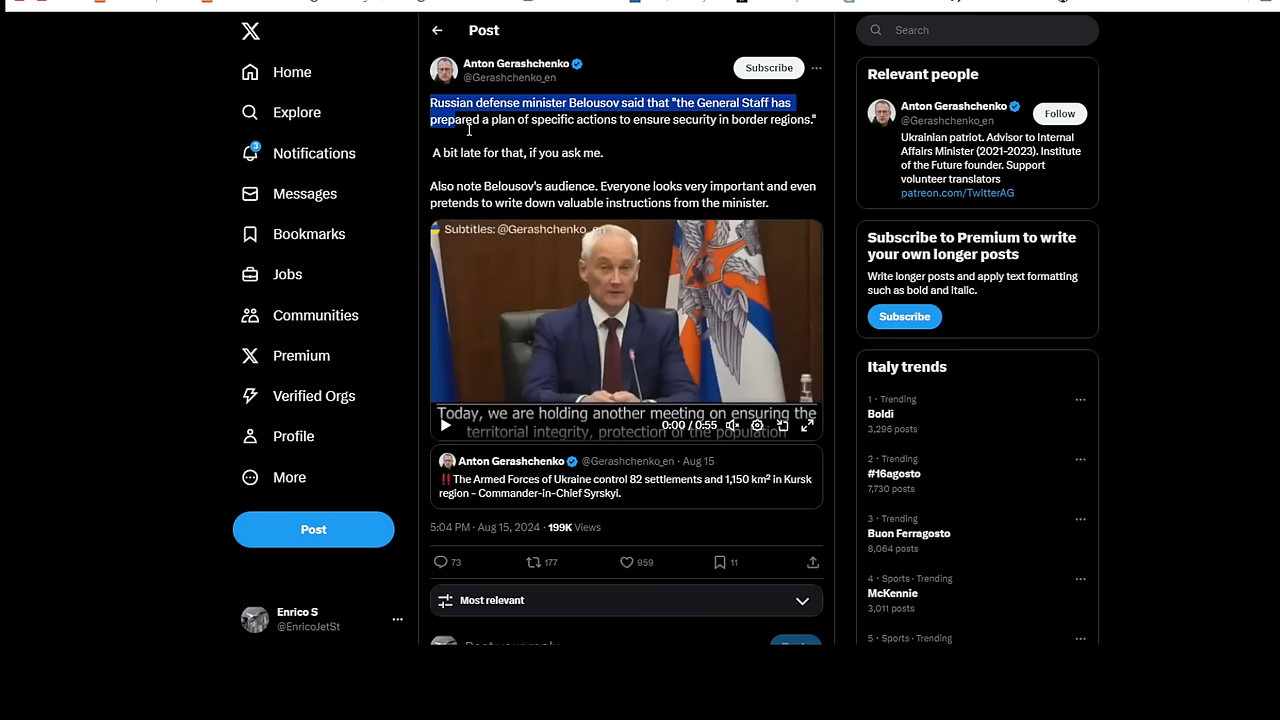 Home
Explore
3
Notifications
Messages
Bookmarks
Jobs
Communities
Premium
Verified Orgs
Profile
More
Post
Enrico S
@EnricoJetSt
Post
Anton Gerashchenko
@Gerashchenko_en
Subscribe
Russian defense minister Belousov said that "the General Staff has
prepared a plan of specific actions to ensure security in border regions."
A bit late for that, if you ask me.
Also note Belousov's audience. Everyone looks very important and even
pretends to write down valuable instructions from the minister.
Subtitles: @Gerashchenko_en
Today, we are holding another meeting on ensuring the
territorial integrity, protection of the population
0:00 / 0:55
Anton Gerashchenko @Gerashchenko_en · Aug 15
‼️The Armed Forces of Ukraine control 82 settlements and 1,150 km² in Kursk
region – Commander-in-Chief Syrskyi.
5:04 PM · Aug 15, 2024 · 199K Views
73
177
959
11
Most relevant
Search
Relevant people
Anton Gerashchenko
@Gerashchenko_en
Follow
Ukrainian patriot. Advisor to Internal
Affairs Minister (2021-2023). Institute
of the Future founder. Support
volunteer translators
patreon.com/TwitterAG
Subscribe to Premium to write
your own longer posts
Write longer posts and apply text formatting
such as bold and italic.
Subscribe
Italy trends
1 · Trending
Boldi
3,296 posts
2 · Trending
#16agosto
7,730 posts
3 · Trending
Buon Ferragosto
8,064 posts
4 · Sports · Trending
McKennie
3,011 posts
5 · Sports · Trending